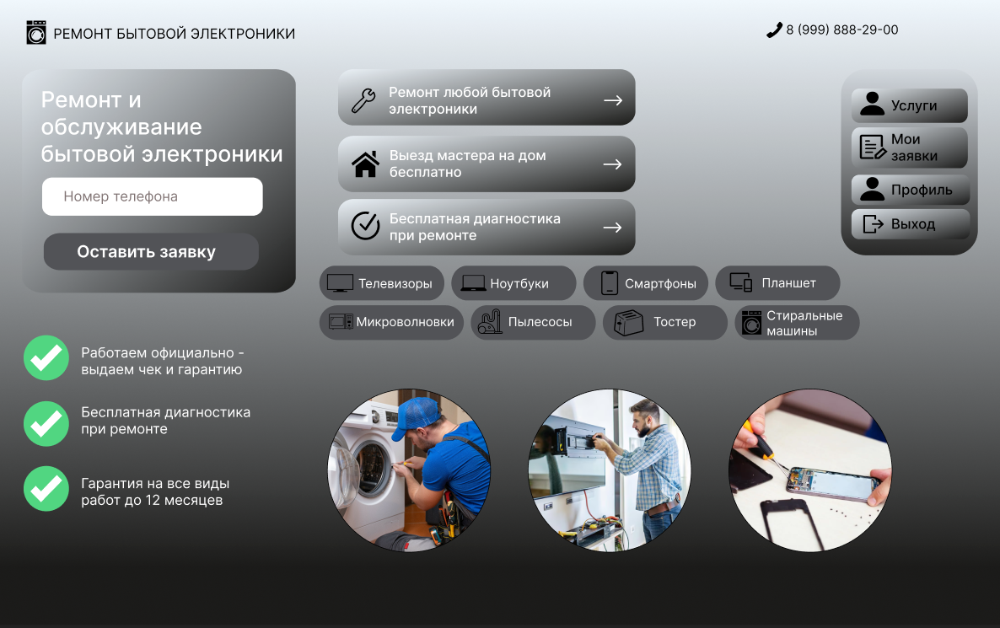 РЕМОНТ БЫТОВОЙ ЭЛЕКТРОНИКИ
8 (999) 888-29-00
Ремонт и
обслуживание
бытовой электроники
Номер телефона
Оставить заявку
Ремонт любой бытовой
электроники
Выезд мастера на дом
бесплатно
Бесплатная диагностика
при ремонте
Услуги
Мои
заявки
Профиль
Выход
Телевизоры
Ноутбуки
Смартфоны
Планшет
Микроволновки
Пылесосы
Тостер
Стиральные
машины
Работаем официально -
выдаем чек и гарантию
Бесплатная диагностика
при ремонте
Гарантия на все виды
работ до 12 месяцев